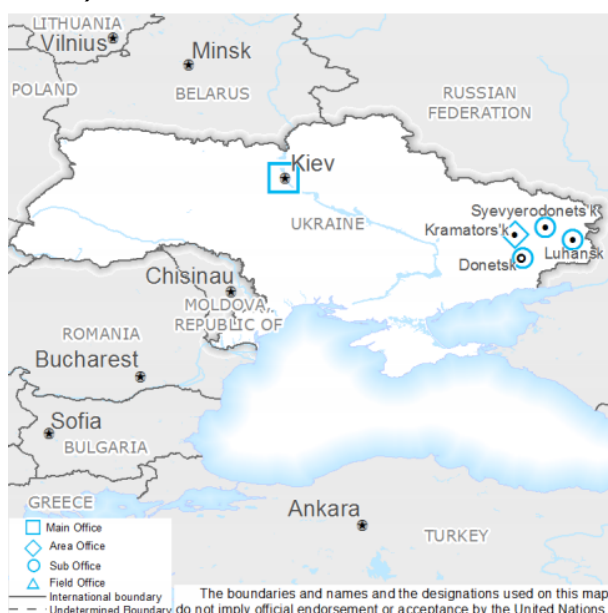 LITHUANIA
Vilnius
Minsk
POLAND
BELARUS
RUSSIAN
FEDERATION
Kiev
UKRAINE
Syevyerodonets'k
Kramators'k
Luhansk
Donetsk
Chisinau
MOLDOVA,
REPUBLIC OF
ROMANIA
Bucharest
Sofia
BULGARIA
GREECE
Ankara
TURKEY
Main Office
Area Office
Sub Office
Field Office
International boundary
Undetermined Boundary
The boundaries and names and the designations used on this map
do not imply official endorsement or acceptance by the United Nations